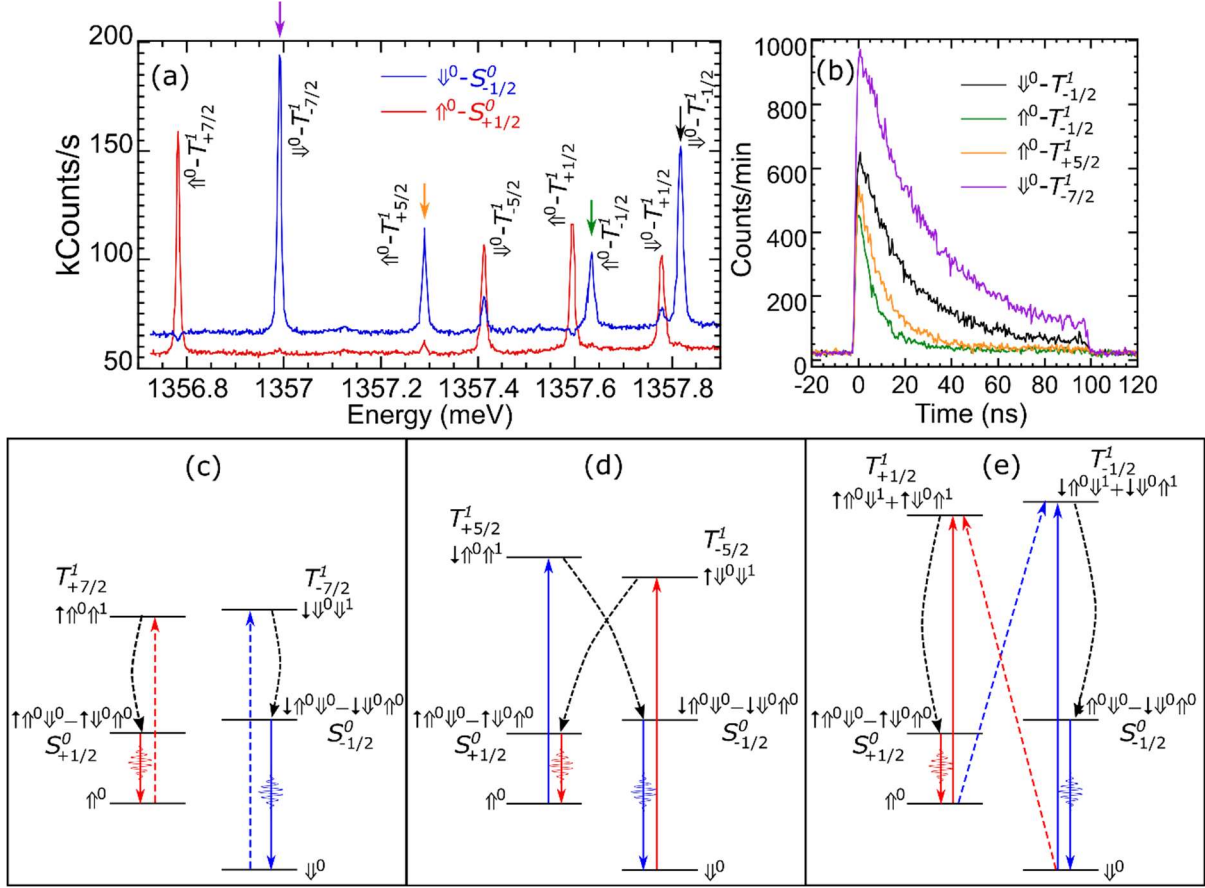 (a)
200
150
100
50
kCounts/s
⇓⁰-S⁰₋₁/₂
⇑⁰-S⁰₊₁/₂
⇑⁰-T¹₊₇/₂
⇓⁰-T¹₋₇/₂
⇑⁰-T¹₊₅/₂
⇓⁰-T¹₋₅/₂
⇑⁰-T¹₊₁/₂
⇑⁰-T¹₋₁/₂
⇓⁰-T¹₊₁/₂
⇓⁰-T¹₋₁/₂
1356.8 1357 1357.2 1357.4 1357.6 1357.8
Energy (meV)
(b)
1000
800
600
400
200
0
Counts/min
⇓⁰-T¹₋₁/₂
⇑⁰-T¹₋₁/₂
⇑⁰-T¹₊₅/₂
⇓⁰-T¹₋₇/₂
-20 0 20 40 60 80 100 120
Time (ns)
(c)
T¹₊₇/₂
↑⇑⁰⇑¹
T¹₋₇/₂
↓⇓⁰⇓¹
↑⇑⁰⇓⁰−↑⇓⁰⇑⁰
S⁰₊₁/₂
↓⇑⁰⇓⁰−↓⇓⁰⇑⁰
S⁰₋₁/₂
⇑⁰
⇓⁰
(d)
T¹₊₅/₂
↓⇑⁰⇑¹
T¹₋₅/₂
↑⇓⁰⇓¹
↑⇑⁰⇓⁰−↑⇓⁰⇑⁰
S⁰₊₁/₂
↓⇑⁰⇓⁰−↓⇓⁰⇑⁰
S⁰₋₁/₂
⇑⁰
⇓⁰
(e)
T¹₊₁/₂
↑⇑⁰⇓¹+↑⇓⁰⇑¹
T¹₋₁/₂
↓⇑⁰⇓¹+↓⇓⁰⇑¹
↑⇑⁰⇓⁰−↑⇓⁰⇑⁰
S⁰₊₁/₂
↓⇑⁰⇓⁰−↓⇓⁰⇑⁰
S⁰₋₁/₂
⇑⁰
⇓⁰